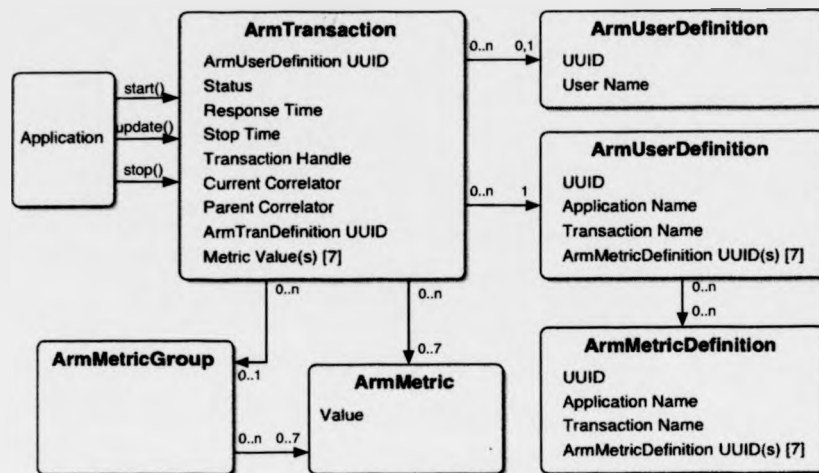 ArmTransaction
ArmUserDefinition UUID
Status
Response Time
Stop Time
Transaction Handle
Current Correlator
Parent Correlator
ArmTranDefinition UUID
Metric Value(s) [7]
Application
start()
update()
stop()
0..n 0,1
ArmUserDefinition
UUID
User Name
0..n 1
ArmUserDefinition
UUID
Application Name
Transaction Name
ArmMetricDefinition UUID(s) [7]
0..n
0..n
ArmMetricDefinition
UUID
Application Name
Transaction Name
ArmMetricDefinition UUID(s) [7]
0..n
0..1
0..n
0..7
ArmMetricGroup
0..n 0..7
ArmMetric
Value